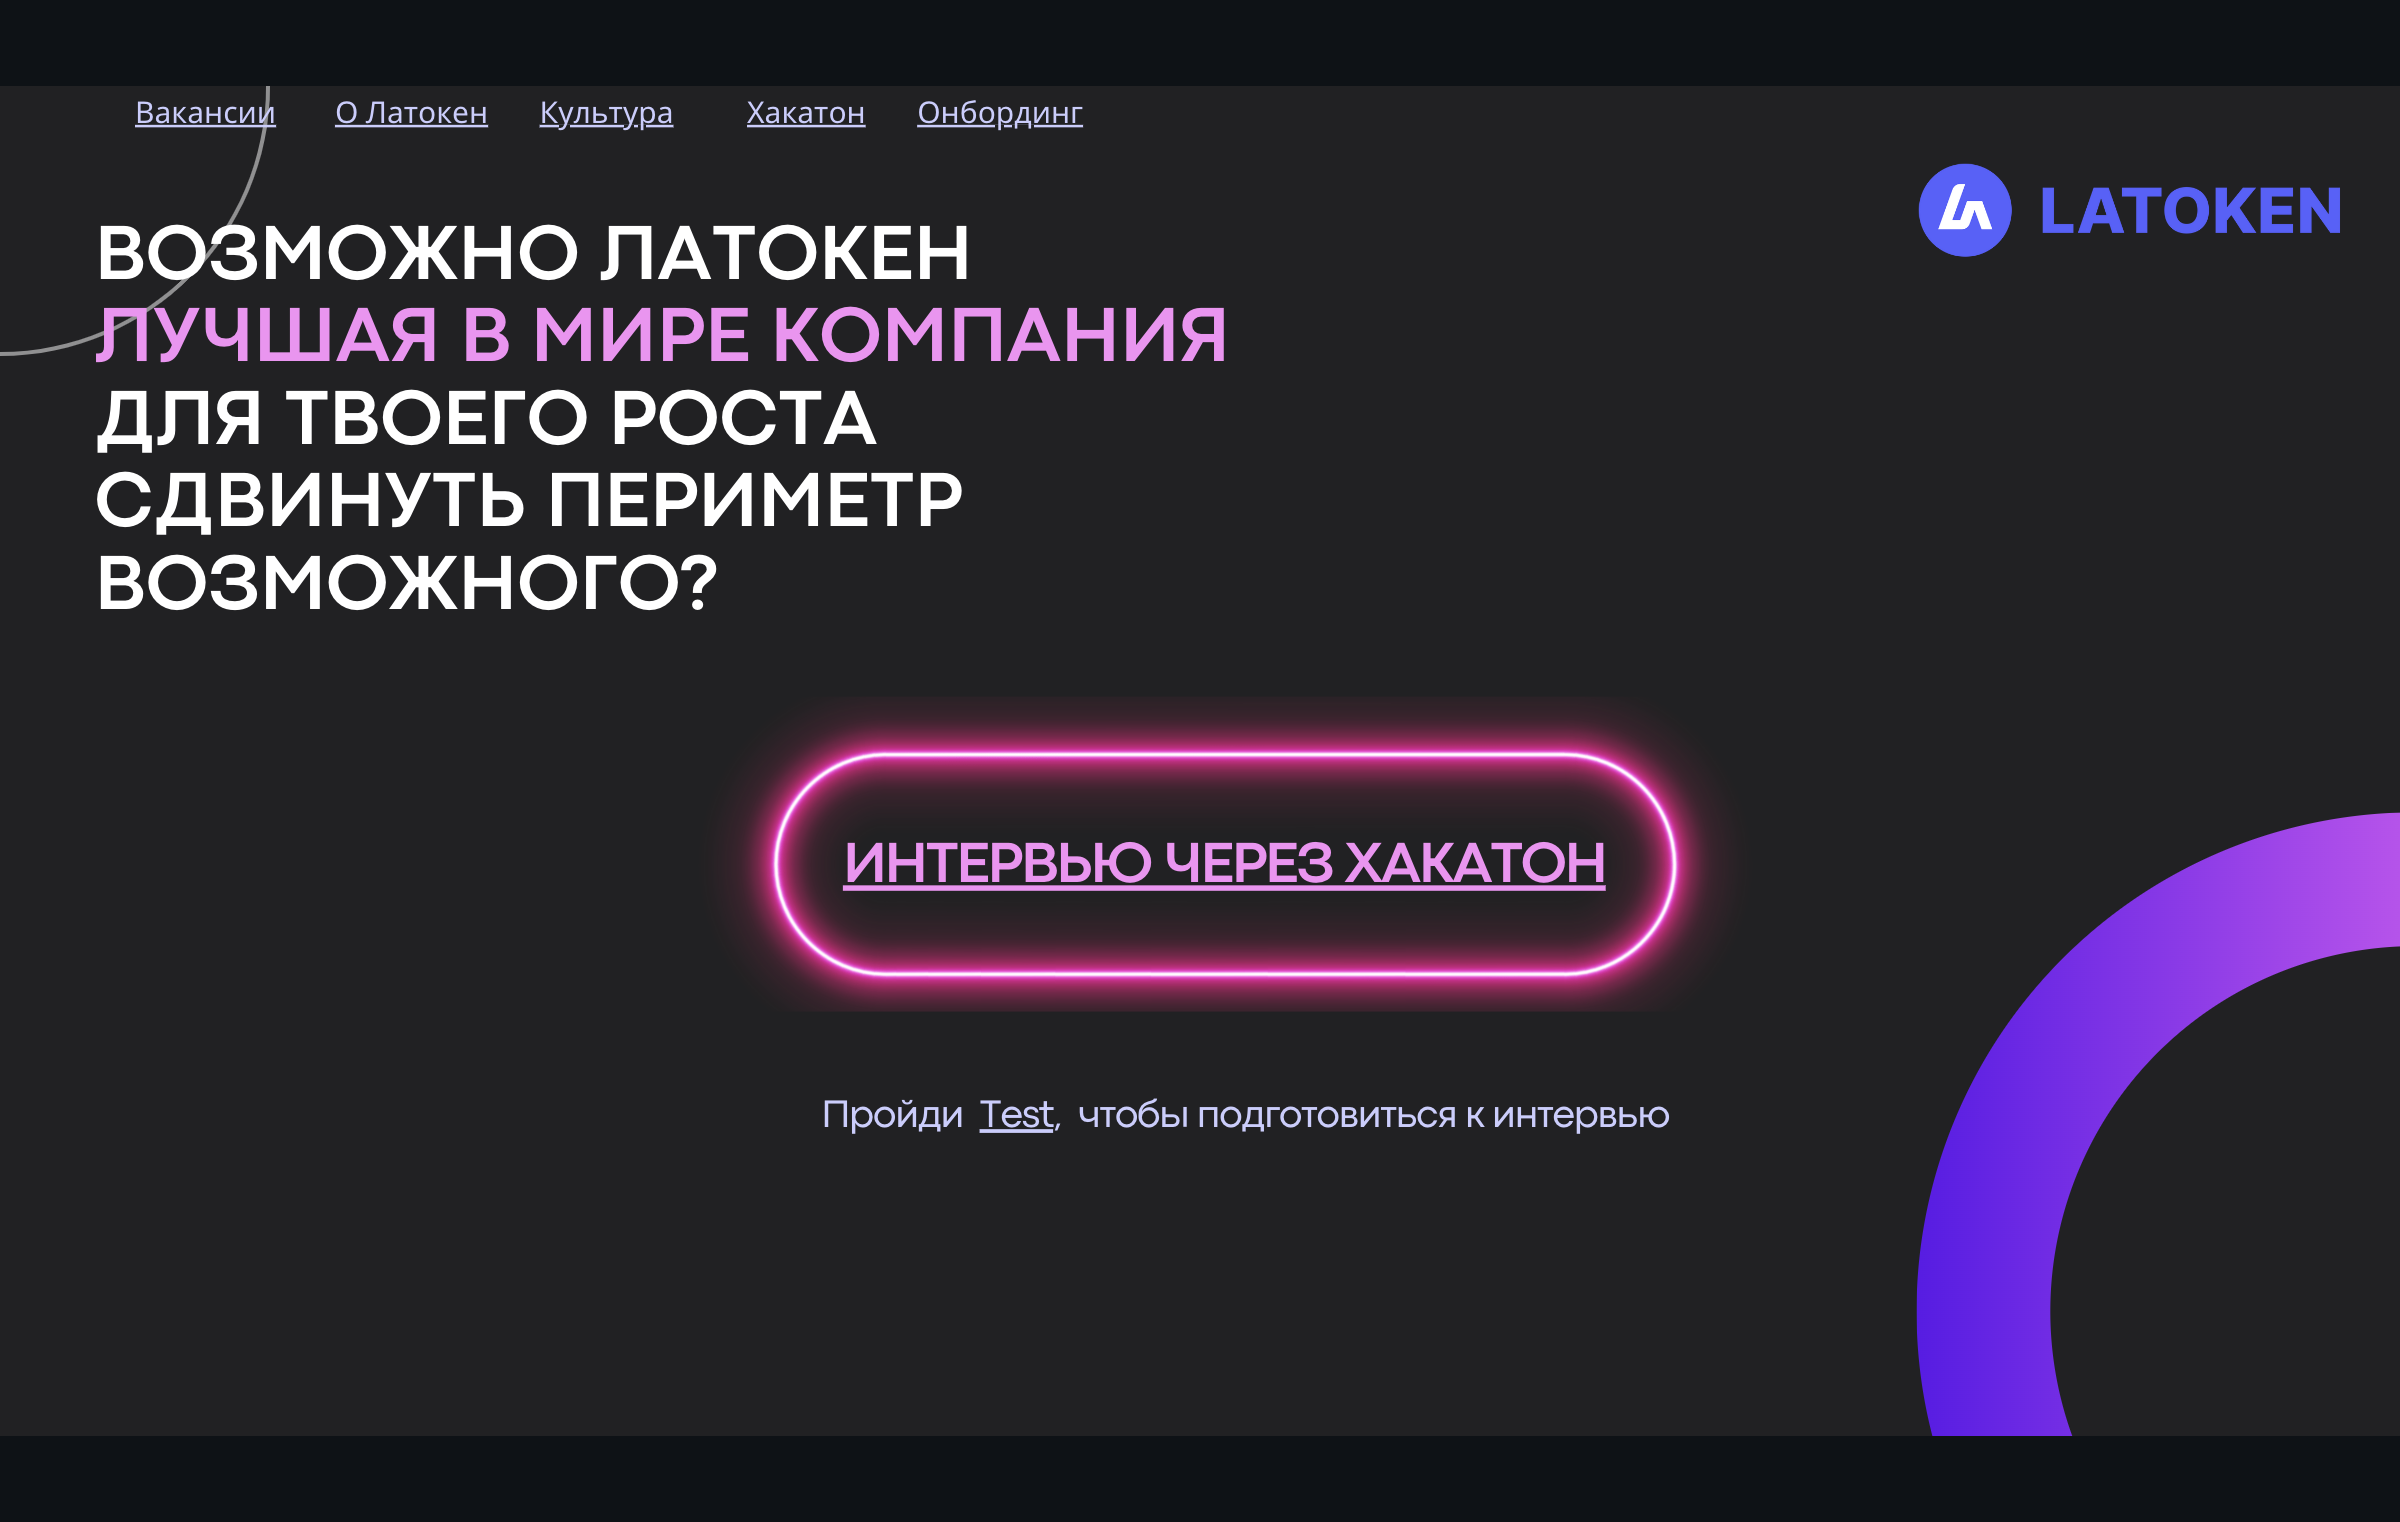 Вакансии О Латокен Культура Хакатон Онбординг
LATOKEN
ВОЗМОЖНО ЛАТОКЕН
ЛУЧШАЯ В МИРЕ КОМПАНИЯ
ДЛЯ ТВОЕГО РОСТА
СДВИНУТЬ ПЕРИМЕТР
ВОЗМОЖНОГО?
ИНТЕРВЬЮ ЧЕРЕЗ ХАКАТОН
Пройди Test, чтобы подготовиться к интервью